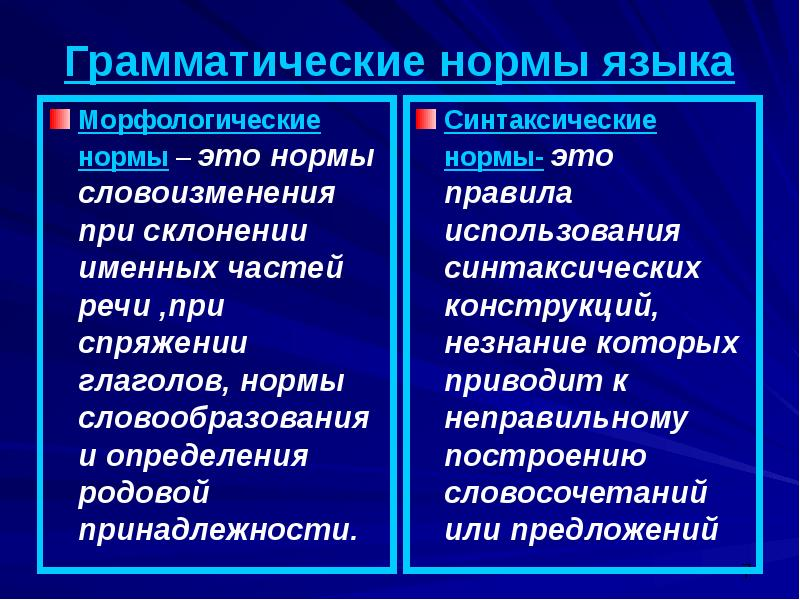 Грамматические нормы языка
Морфологические
нормы – это нормы
словоизменения
при склонении
именных частей
речи ,при
спряжении
глаголов, нормы
словообразования
и определения
родовой
принадлежности.
Синтаксические
нормы- это
правила
использования
синтаксических
конструкций,
незнание которых
приводит к
неправильному
построению
словосочетаний
или предложений